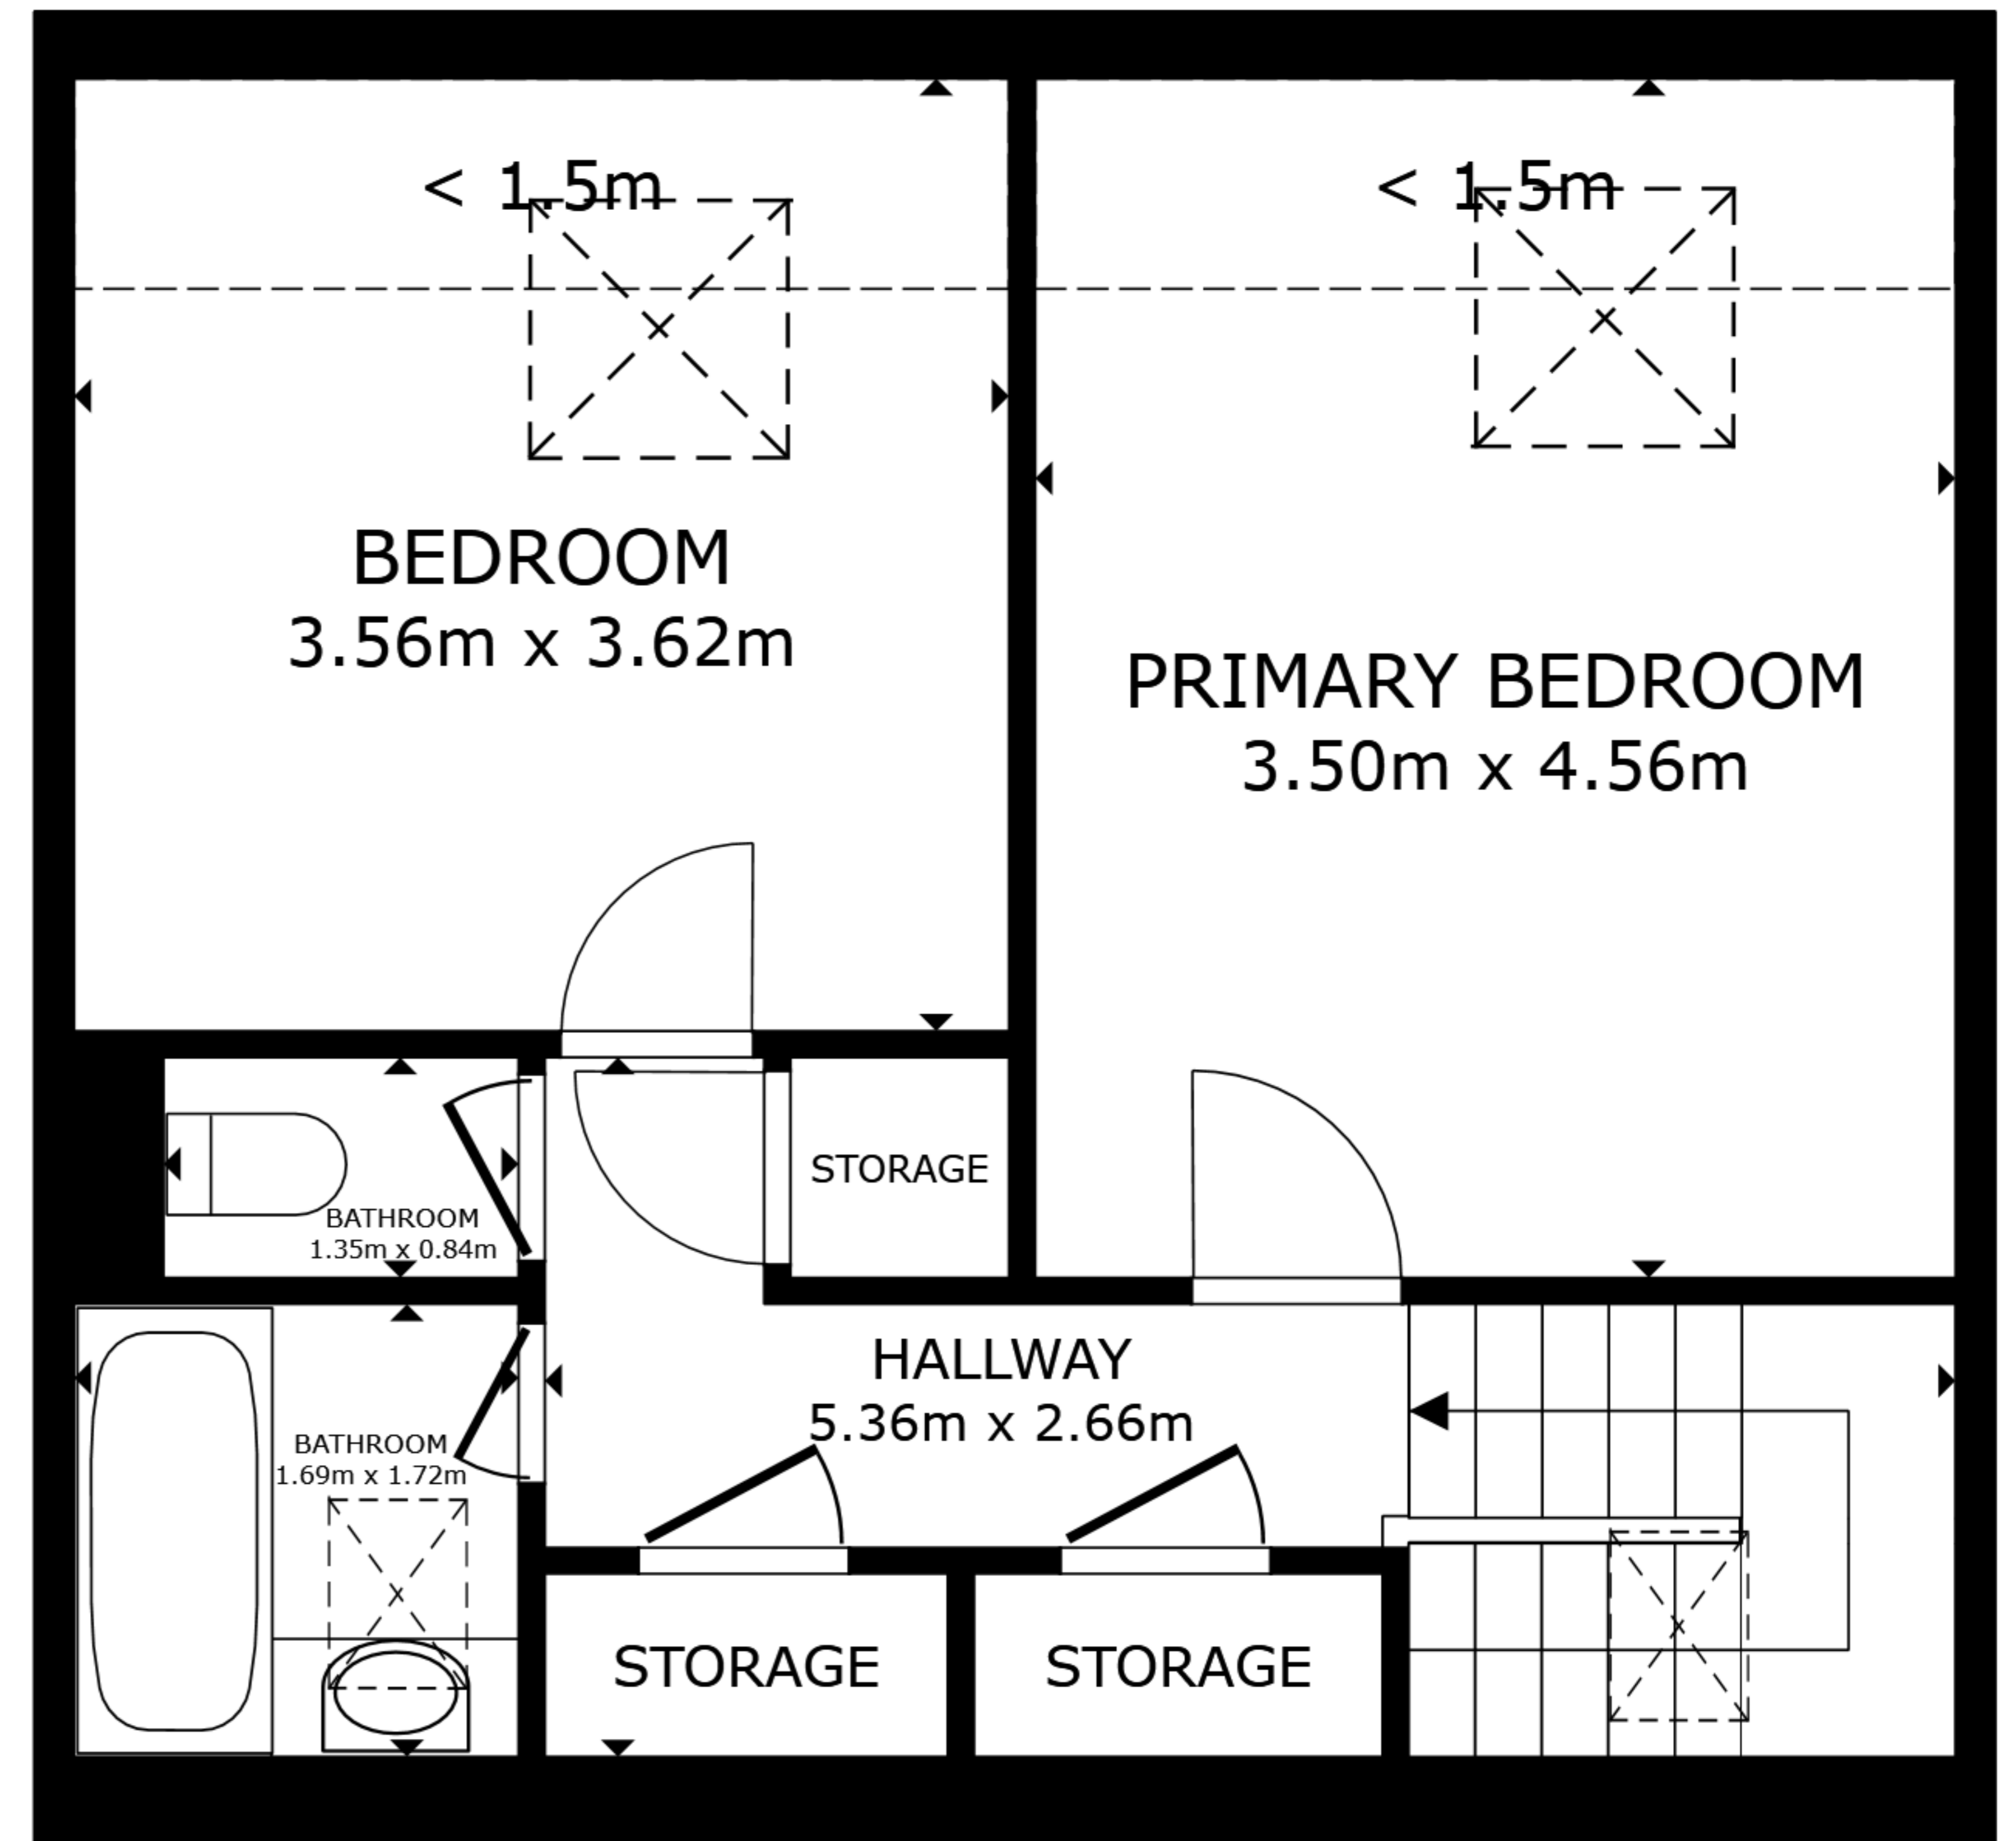 < 1.5m
< 1.5m
BEDROOM
3.56m x 3.62m
PRIMARY BEDROOM
3.50m x 4.56m
STORAGE
BATHROOM
1.35m x 0.84m
HALLWAY
5.36m x 2.66m
BATHROOM
1.69m x 1.72m
STORAGE
STORAGE